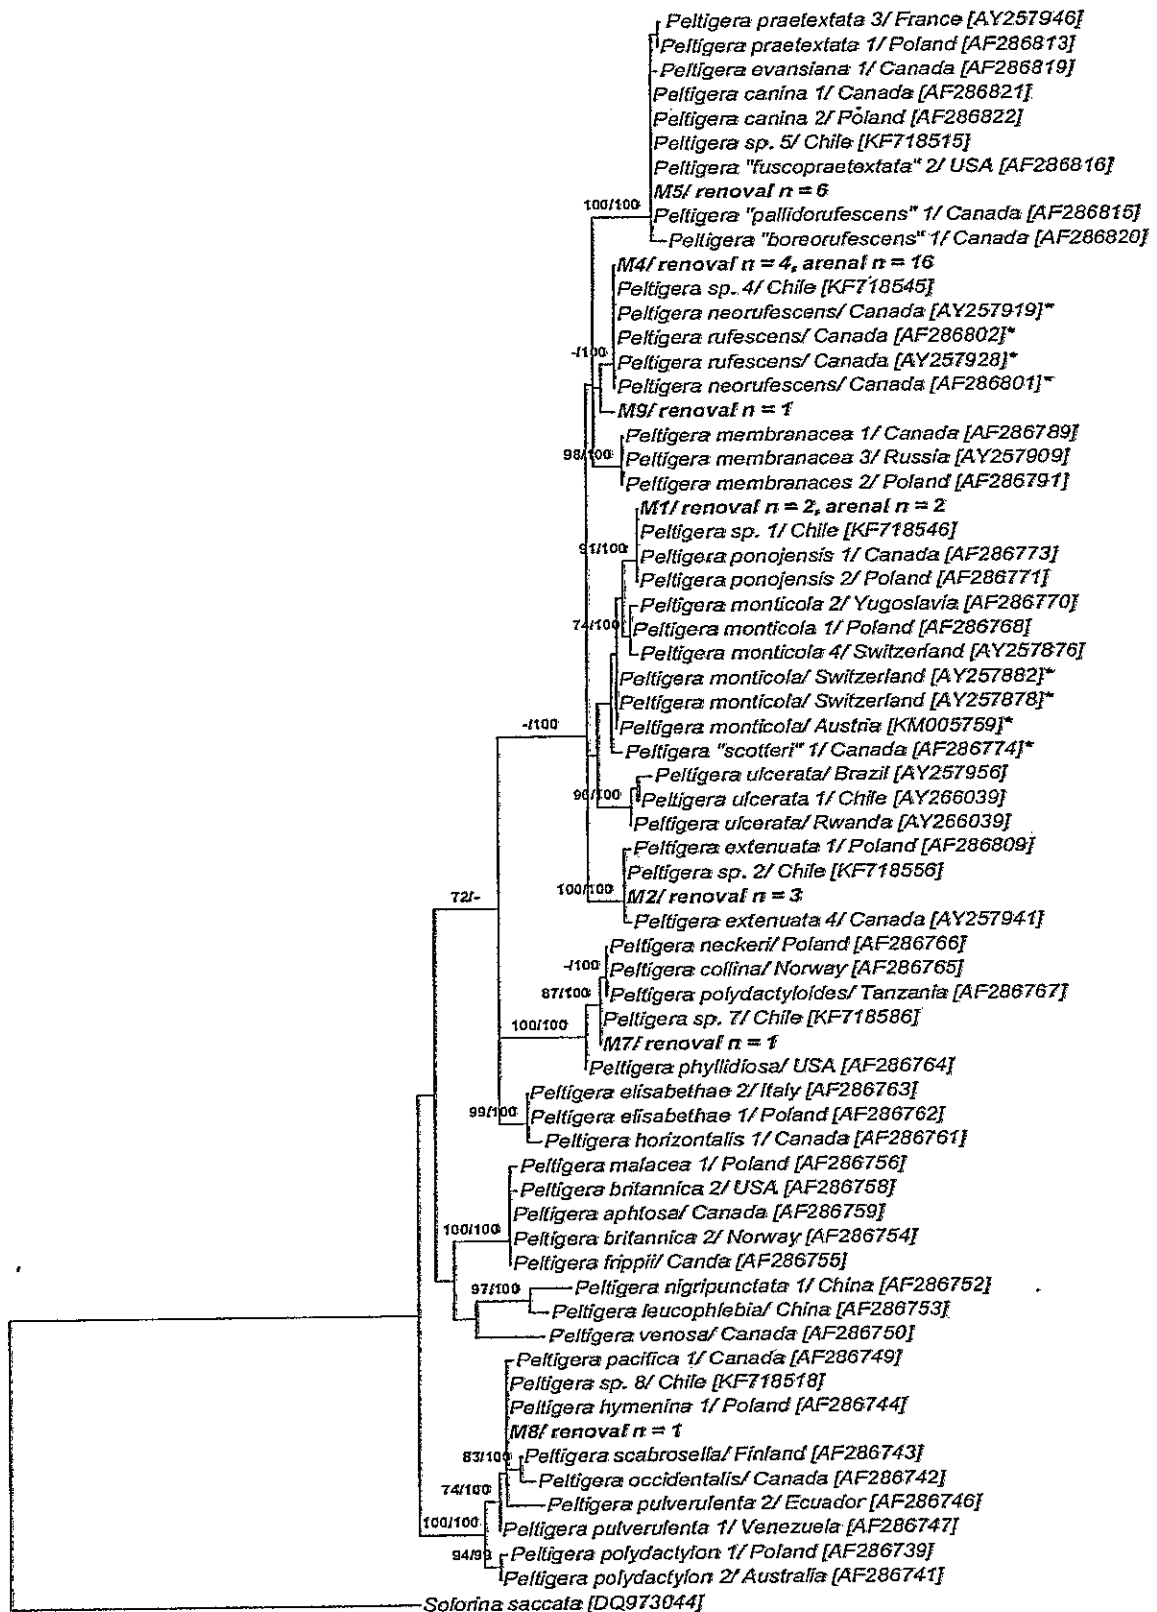 Peltigera praetextata 3/ France [AY257946]
Peltigera praetextata 1/ Poland [AF286813]
Peltigera evansiana 1/ Canada [AF286819]
Peltigera canina 1/ Canada [AF286821]
Peltigera canina 2/ Poland [AF286822]
Peltigera sp. 5/ Chile [KF718515]
Peltigera "fuscopraetextata" 2/ USA [AF286816]
M5/ renoval n = 6
100/100
Peltigera "pallidorufescens" 1/ Canada [AF286815]
Peltigera "boreorufescens" 1/ Canada [AF286820]
M4/ renoval n = 4, arenal n = 16
Peltigera sp. 4/ Chile [KF718545]
Peltigera neorufescens/ Canada [AY257919]*
Peltigera rufescens/ Canada [AF286802]*
-/100
Peltigera rufescens/ Canada [AY257928]*
Peltigera neorufescens/ Canada [AF286801]*
M9/ renoval n = 1
Peltigera membranacea 1/ Canada [AF286789]
98/100
Peltigera membranacea 3/ Russia [AY257909]
Peltigera membranaces 2/ Poland [AF286791]
M1/ renoval n = 2, arenal n = 2
Peltigera sp. 1/ Chile [KF718546]
91/100
Peltigera ponojensis 1/ Canada [AF286773]
Peltigera ponojensis 2/ Poland [AF286771]
Peltigera monticola 2/ Yugoslavia [AF286770]
74/100
Peltigera monticola 1/ Poland [AF286768]
Peltigera monticola 4/ Switzerland [AY257876]
Peltigera monticola/ Switzerland [AY257882]*
Peltigera monticola/ Switzerland [AY257878]*
-/100
Peltigera monticola/ Austria [KM005759]*
Peltigera "scotteri" 1/ Canada [AF286774]*
Peltigera ulcerata/ Brazil [AY257956]
96/100
Peltigera ulcerata 1/ Chile [AY266039]
Peltigera ulcerata/ Rwanda [AY266039]
Peltigera extenuata 1/ Poland [AF286809]
Peltigera sp. 2/ Chile [KF718556]
100/100
M2/ renoval n = 3
72/-
Peltigera extenuata 4/ Canada [AY257941]
Peltigera neckeri/ Poland [AF286766]
-/100
Peltigera collina/ Norway [AF286765]
87/100
Peltigera polydactyloides/ Tanzania [AF286767]
Peltigera sp. 7/ Chile [KF718586]
100/100
M7/ renoval n = 1
Peltigera phyllidiosa/ USA [AF286764]
Peltigera elisabethae 2/ Italy [AF286763]
99/100
Peltigera elisabethae 1/ Poland [AF286762]
Peltigera horizontalis 1/ Canada [AF286761]
Peltigera malacea 1/ Poland [AF286756]
Peltigera britannica 2/ USA [AF286758]
Peltigera aphtosa/ Canada [AF286759]
100/100
Peltigera britannica 2/ Norway [AF286754]
Peltigera frippii/ Canda [AF286755]
97/100
Peltigera nigripunctata 1/ China [AF286752]
Peltigera leucophlebia/ China [AF286753]
Peltigera venosa/ Canada [AF286750]
Peltigera pacifica 1/ Canada [AF286749]
Peltigera sp. 8/ Chile [KF718518]
Peltigera hymenina 1/ Poland [AF286744]
M8/ renoval n = 1
83/100
Peltigera scabrosella/ Finland [AF286743]
Peltigera occidentalis/ Canada [AF286742]
74/100
Peltigera pulverulenta 2/ Ecuador [AF286746]
100/100
Peltigera pulverulenta 1/ Venezuela [AF286747]
94/99
Peltigera polydactylon 1/ Poland [AF286739]
Peltigera polydactylon 2/ Australia [AF286741]
Solorina saccata [DQ973044]